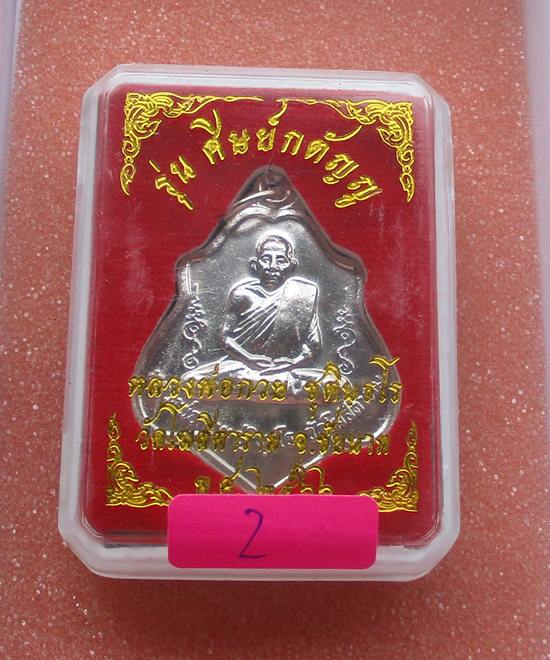 รุ่น ศิษย์กตัญญู
หลวงพ่อกวย ชุตินฺธโร
วัดโฆสิตาราม จ.ชัยนาท
2